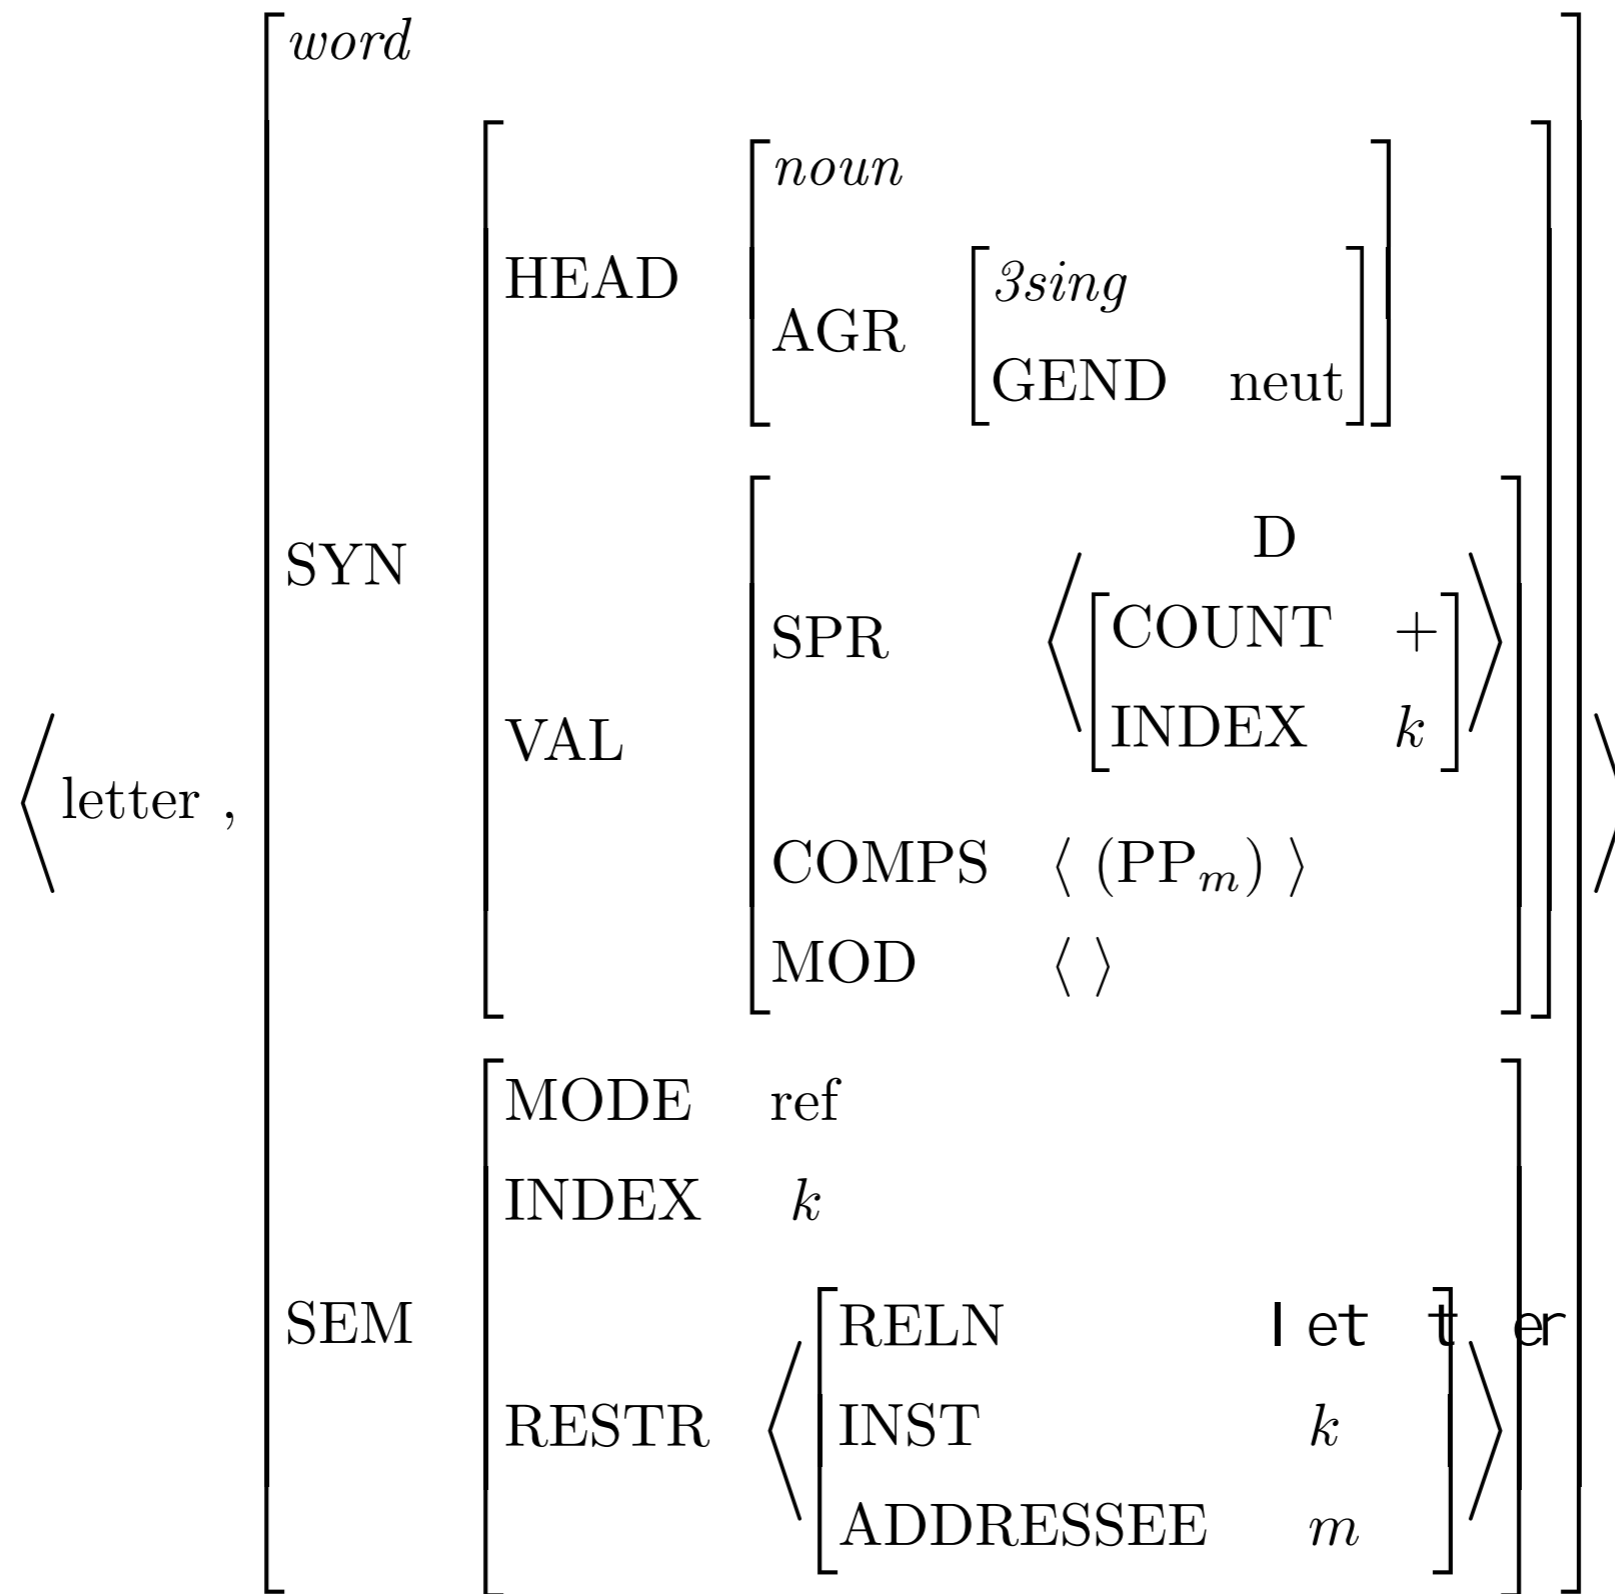 word
noun
HEAD
3sing
AGR
GEND neut
D
SYN
COUNT +
SPR
INDEX k
VAL
⟨ letter , ⟩
COMPS ⟨ (PPm) ⟩
MOD ⟨ ⟩
MODE ref
INDEX k
SEM
RELN letter
RESTR
INST k
ADDRESSEE m